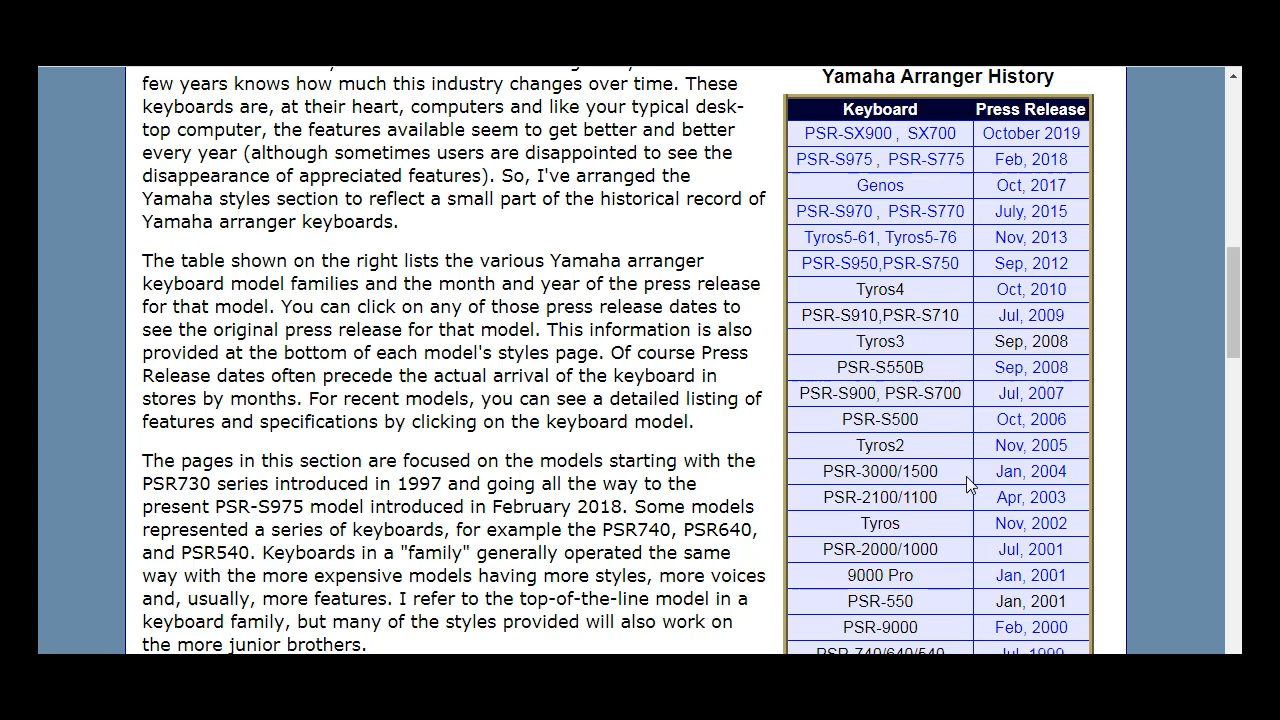 few years knows how much this industry changes over time. These
keyboards are, at their heart, computers and like your typical desk-
top computer, the features available seem to get better and better
every year (although sometimes users are disappointed to see the
disappearance of appreciated features). So, I've arranged the
Yamaha styles section to reflect a small part of the historical record of
Yamaha arranger keyboards.
The table shown on the right lists the various Yamaha arranger
keyboard model families and the month and year of the press release
for that model. You can click on any of those press release dates to
see the original press release for that model. This information is also
provided at the bottom of each model's styles page. Of course Press
Release dates often precede the actual arrival of the keyboard in
stores by months. For recent models, you can see a detailed listing of
features and specifications by clicking on the keyboard model.
The pages in this section are focused on the models starting with the
PSR730 series introduced in 1997 and going all the way to the
present PSR-S975 model introduced in February 2018. Some models
represented a series of keyboards, for example the PSR740, PSR640,
and PSR540. Keyboards in a "family" generally operated the same
way with the more expensive models having more styles, more voices
and, usually, more features. I refer to the top-of-the-line model in a
keyboard family, but many of the styles provided will also work on
the more junior brothers.
Yamaha Arranger History
Keyboard Press Release
PSR-SX900 , SX700 October 2019
PSR-S975 , PSR-S775 Feb, 2018
Genos Oct, 2017
PSR-S970 , PSR-S770 July, 2015
Tyros5-61, Tyros5-76 Nov, 2013
PSR-S950,PSR-S750 Sep, 2012
Tyros4 Oct, 2010
PSR-S910,PSR-S710 Jul, 2009
Tyros3 Sep, 2008
PSR-S550B Sep, 2008
PSR-S900, PSR-S700 Jul, 2007
PSR-S500 Oct, 2006
Tyros2 Nov, 2005
PSR-3000/1500 Jan, 2004
PSR-2100/1100 Apr, 2003
Tyros Nov, 2002
PSR-2000/1000 Jul, 2001
9000 Pro Jan, 2001
PSR-550 Jan, 2001
PSR-9000 Feb, 2000
PSR-740/640/540 Jul, 1999